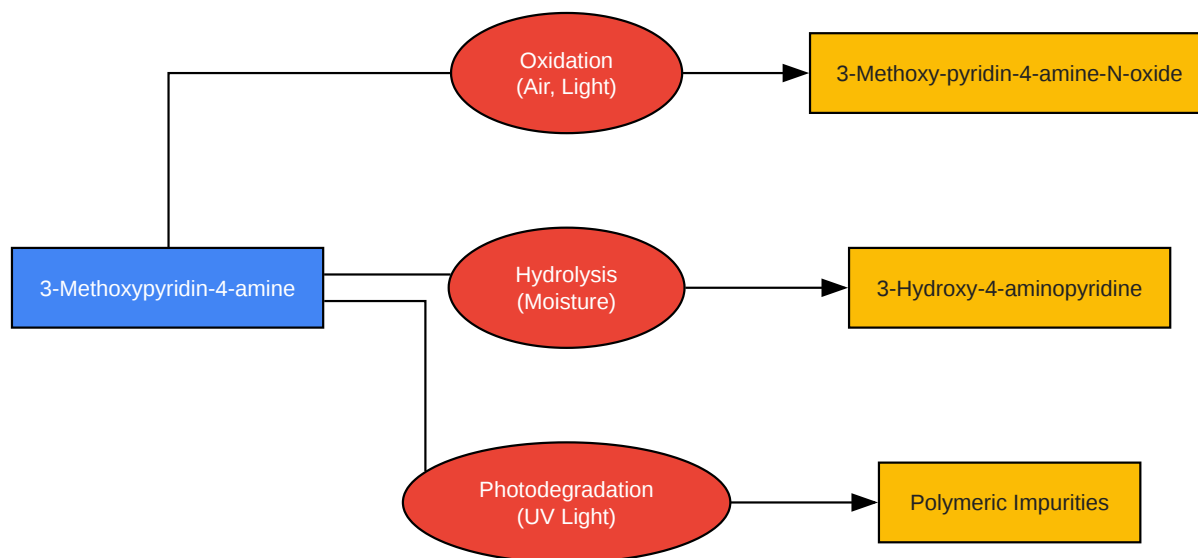 Oxidation
(Air, Light)
3-Methoxy-pyridin-4-amine-N-oxide
3-Methoxypyridin-4-amine
Hydrolysis
(Moisture)
3-Hydroxy-4-aminopyridine
Photodegradation
(UV Light)
Polymeric Impurities